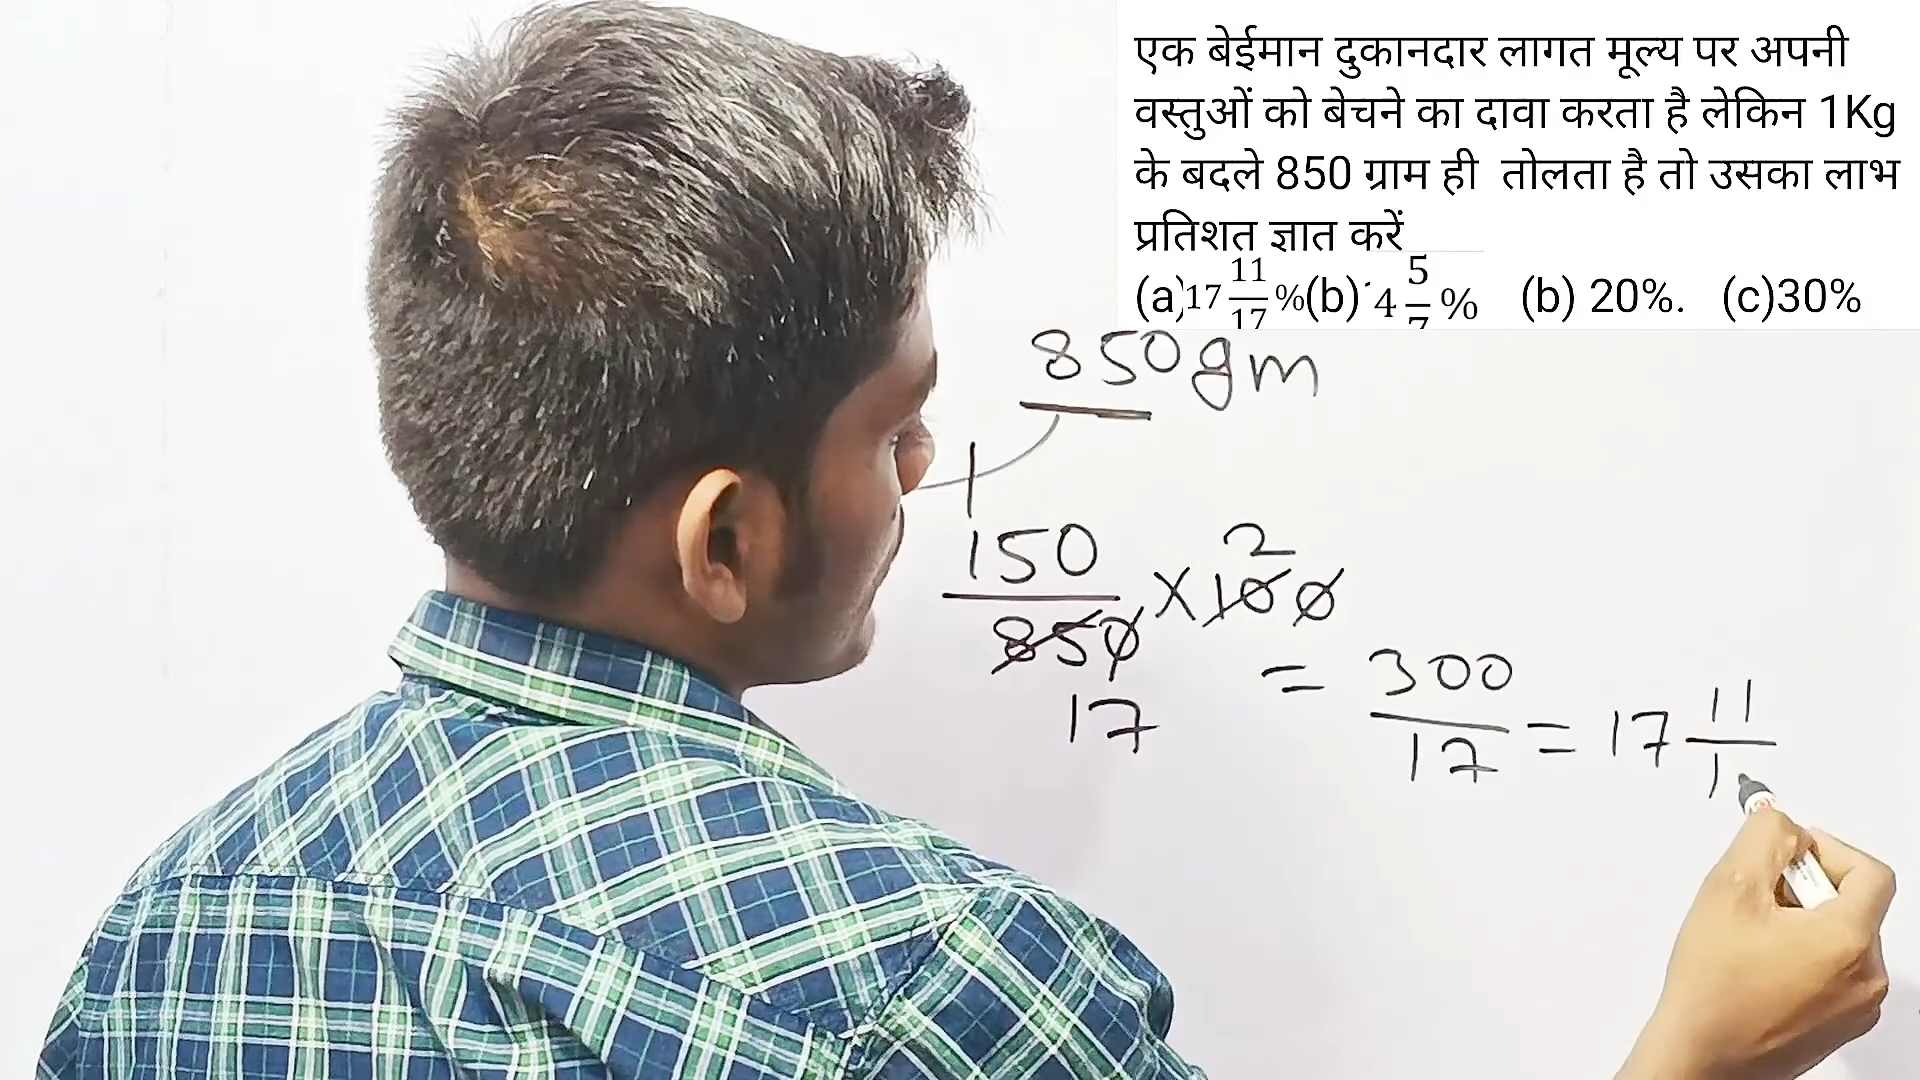 एक बेईमान दुकानदार लागत मूल्य पर अपनी
वस्तुओं को बेचने का दावा करता है लेकिन 1Kg
के बदले 850 ग्राम ही तोलता है तो उसका लाभ
प्रतिशत ज्ञात करें
(a) 17 11/17 % (b) 4 5/7 % (b) 20%. (c)30%
850gm
150/850 × 100
2
17
= 300/17 = 17 11/1